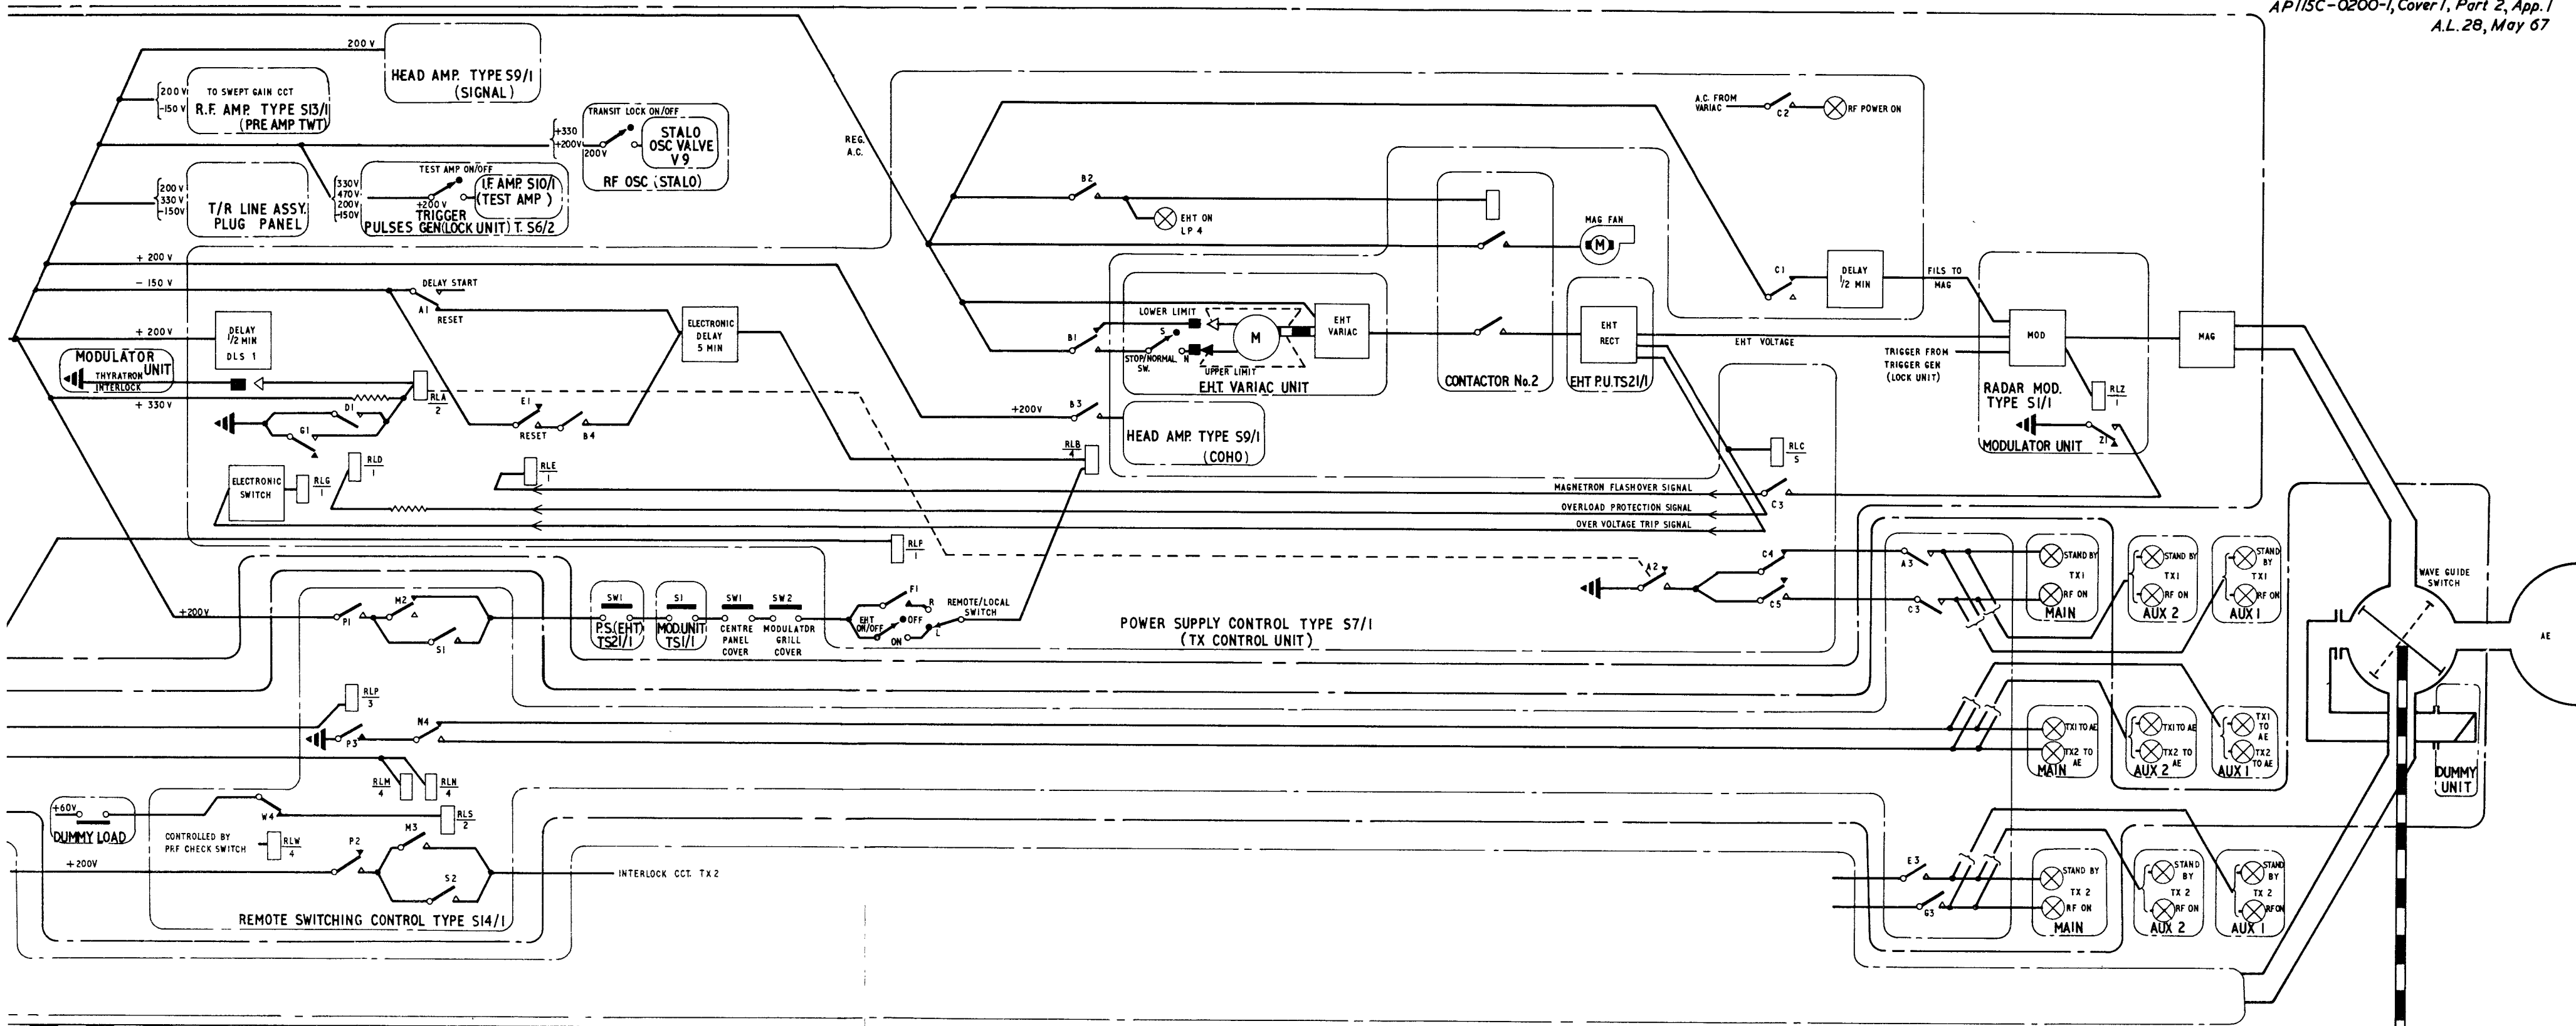 AP115C-0200-1, Cover 1, Part 2, App. 1
A.L. 28, May 67
200 V
HEAD AMP. TYPE S9/1
(SIGNAL)
200 V
-150 V
TO SWEPT GAIN CCT
R.F. AMP. TYPE S13/1
(PRE AMP TWT)
TRANSIT LOCK ON/OFF
+330
+200V
200V
STALO
OSC VALVE
V 9
RF OSC (STALO)
200 V
330 V
-150V
T/R LINE ASSY.
PLUG PANEL
TEST AMP ON/OFF
330V
470 V
200 V
-150V
+200 V
I.F. AMP. S10/1
(TEST AMP )
TRIGGER
PULSES GEN(LOCK UNIT) T. S6/2
REG.
A.C.
A.C. FROM
VARIAC
C2
RF POWER ON
B2
EHT ON
LP 4
MAG FAN
M
+ 200 V
- 150 V
DELAY START
A1
RESET
+ 200 V
DELAY
1/2 MIN
DLS 1
ELECTRONIC
DELAY
5 MIN
MODULATOR
UNIT
THYRATRON
INTERLOCK
+ 330 V
RLA
2
D1
G1
E1
RESET
B4
RLD
1
RLE
1
ELECTRONIC
SWITCH
RLG
1
LOWER LIMIT
B1
S
STOP/NORMAL N
SW.
UPPER LIMIT
M
EHT
VARIAC
E.H.T. VARIAC UNIT
CONTACTOR No.2
EHT
RECT
EHT P.U.TS21/1
C1
DELAY
1/2 MIN
FILS TO
MAG
EHT VOLTAGE
TRIGGER FROM
TRIGGER GEN
(LOCK UNIT)
MOD
MAG
RADAR MOD.
TYPE S1/1
RLZ
1
Z1
MODULATOR UNIT
+200V
B3
HEAD AMP. TYPE S9/1
(COHO)
RLB
4
RLC
5
MAGNETRON FLASHOVER SIGNAL
C3
OVERLOAD PROTECTION SIGNAL
OVER VOLTAGE TRIP SIGNAL
RLF
1
+200V
P1
M2
S1
SW1
P.S.(EHT)
TS21/1
S1
MOD.UNIT
TS1/1
SW1
CENTRE
PANEL
COVER
SW2
MODULATOR
GRILL
COVER
F1
R
EHT
ON/OFF
OFF
ON
L
REMOTE/LOCAL
SWITCH
POWER SUPPLY CONTROL TYPE S7/1
(TX CONTROL UNIT)
A2
C4
C5
A3
C3
STAND BY
TX1
RF ON
MAIN
STAND BY
TX1
RF ON
AUX 2
STAND
BY
TX1
RF ON
AUX 1
WAVE GUIDE
SWITCH
AE
RLP
3
P3
N4
TX1 TO AE
TX2 TO
AE
MAIN
TX1 TO AE
TX2 TO
AE
AUX 2
TX1
TO
AE
TX2
TO AE
AUX 1
DUMMY
UNIT
RLM
4
RLN
4
+60V
DUMMY LOAD
W4
RLS
2
CONTROLLED BY
PRF CHECK SWITCH
RLW
4
P2
M3
+200V
S2
INTERLOCK CCT. TX2
REMOTE SWITCHING CONTROL TYPE S14/1
E3
G3
STAND BY
TX 2
RF ON
MAIN
STAND
BY
TX 2
RF ON
AUX 2
STAND
BY
TX 2
RF ON
AUX 1